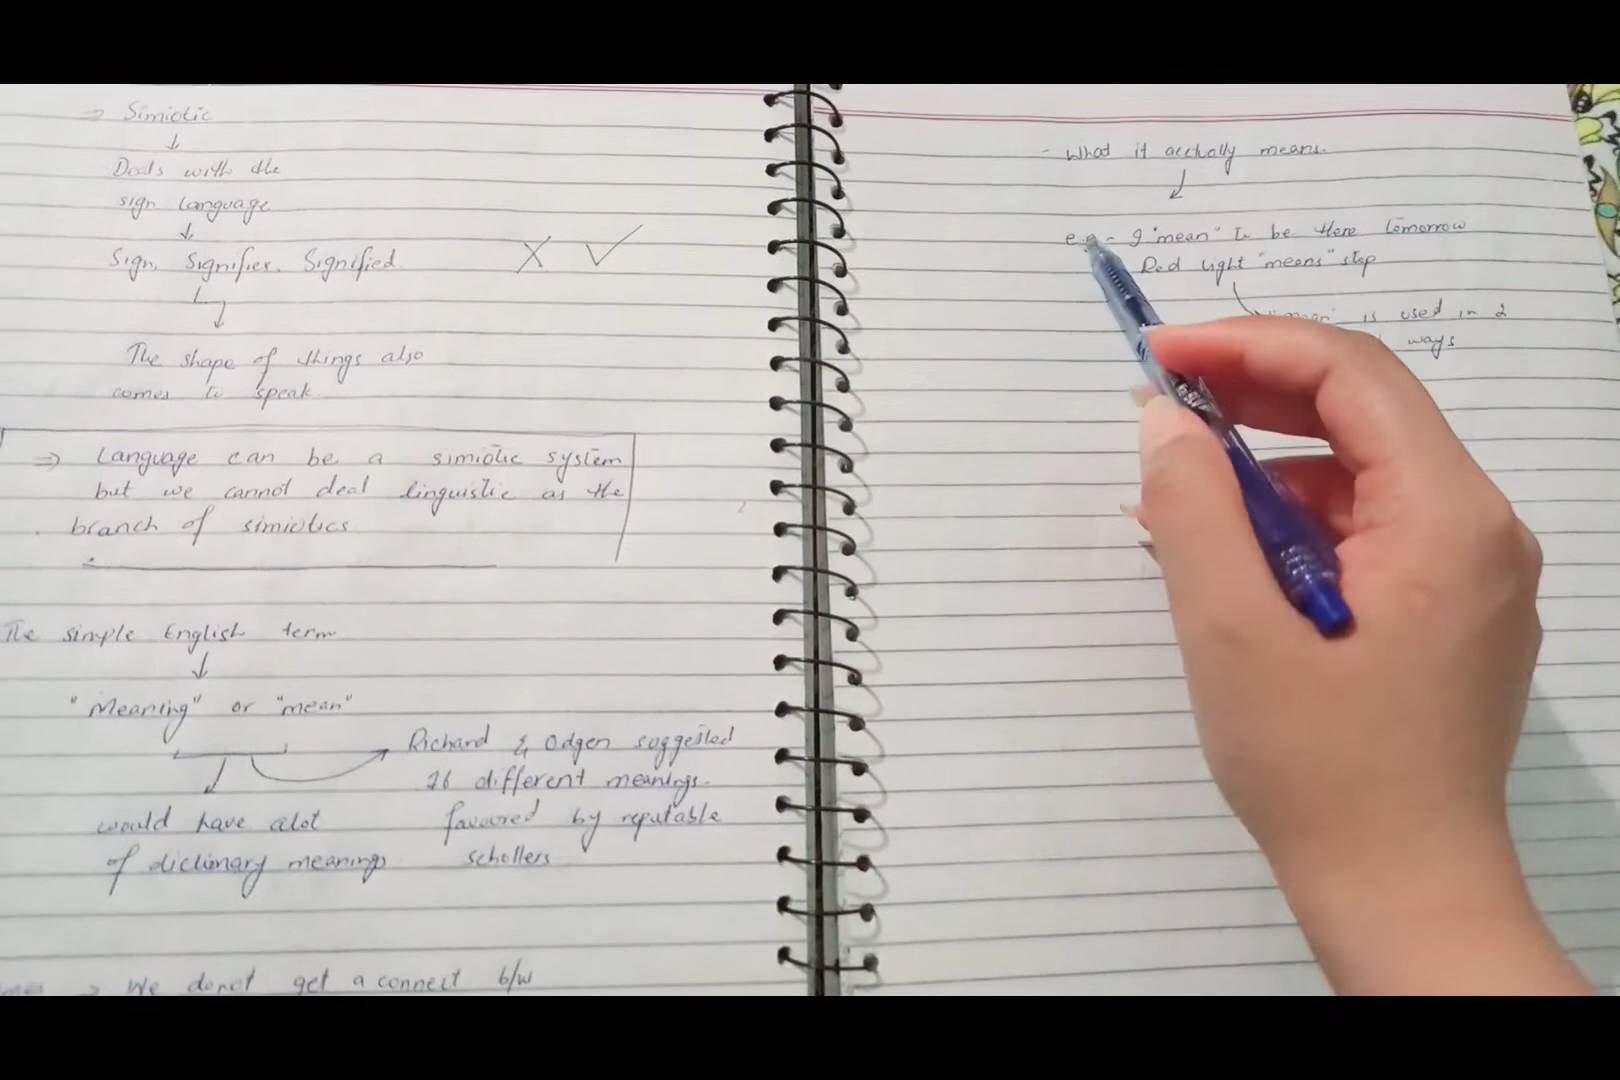 ⇒ Simiotic
↓
Deals with the
sign language
↓
Sign, Signifier, Signified. X ✓
The shape of things also
comes to speak.
⇒ Language can be a simiotic system
but we cannot deal linguistic as the
branch of simiotics
The simple English term
↓
"Meaning" or "mean"
would have alot
of dictionary meanings
Richard & Odgen suggested
16 different meanings.
favoured by reputable
schollers
→ We donot get a connect b/w
- What it acctually means.
↓
e.g - I "mean" to be there tomorrow
Red light "means" stop
"mean" is used in 2
ways